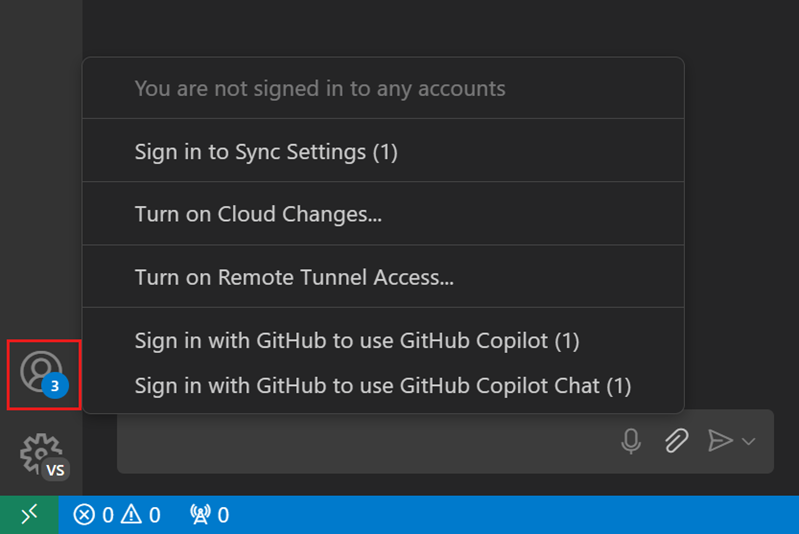 You are not signed in to any accounts
Sign in to Sync Settings (1)
Turn on Cloud Changes...
Turn on Remote Tunnel Access...
Sign in with GitHub to use GitHub Copilot (1)
Sign in with GitHub to use GitHub Copilot Chat (1)
3
VS
0 0 0